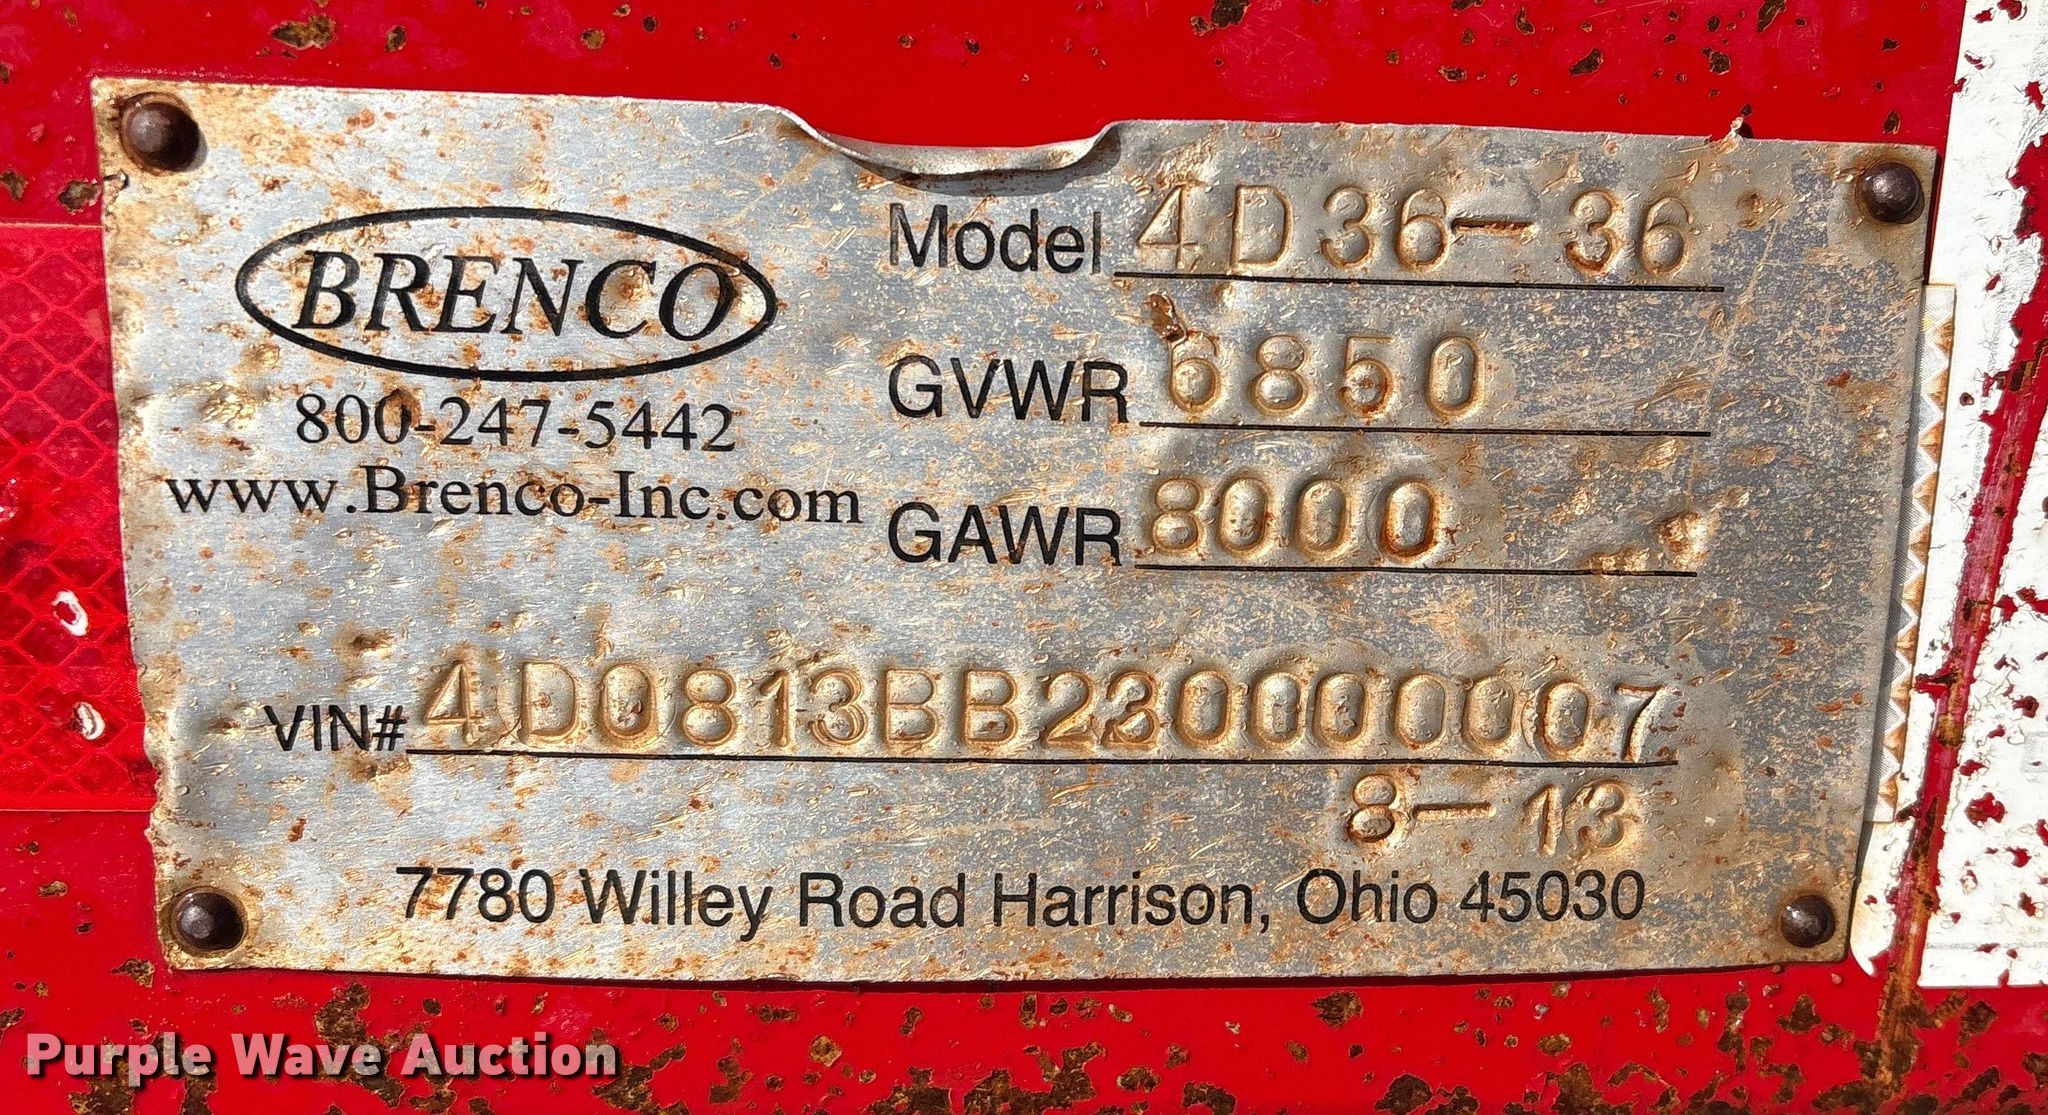 BRENCO
800-247-5442
www.Brenco-Inc.com
Model 4D36-36
GVWR 6850
GAWR 8000
VIN# 4D0813BB230000007
8-13
7780 Willey Road Harrison, Ohio 45030
Purple Wave Auction